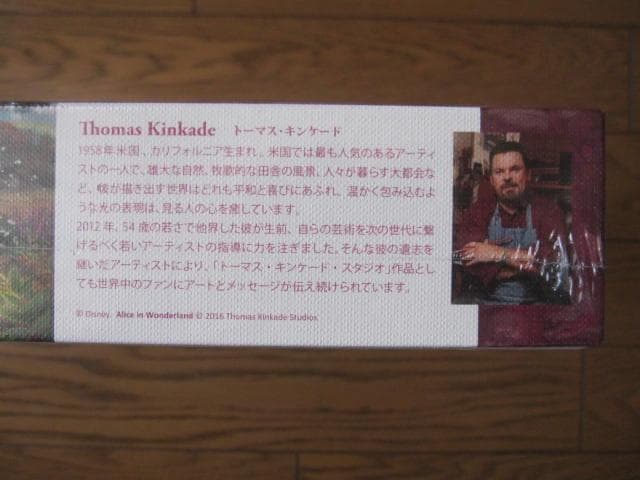 Thomas Kinkade トーマス・キンケード
1958年米国、カリフォルニア生まれ。米国では最も人気のあるアーティ
ストの一人で、雄大な自然、牧歌的な田舎の風景、人々が暮らす大都会な
ど、彼が描き出す世界はどれも平和と喜びにあふれ、温かく包み込むよう
な光の表現は、見る人の心を癒しています。
2012年、54歳の若さで他界した彼が生前、自らの芸術を次の世代に繋
げるべく若いアーティストの指導に力を注ぎました。そんな彼の遺志を
継いだアーティストにより、「トーマス・キンケード・スタジオ」作品とし
ても世界中のファンにアートとメッセージが伝え続けられています。
© Disney. Alice in Wonderland © 2016 Thomas Kinkade Studios